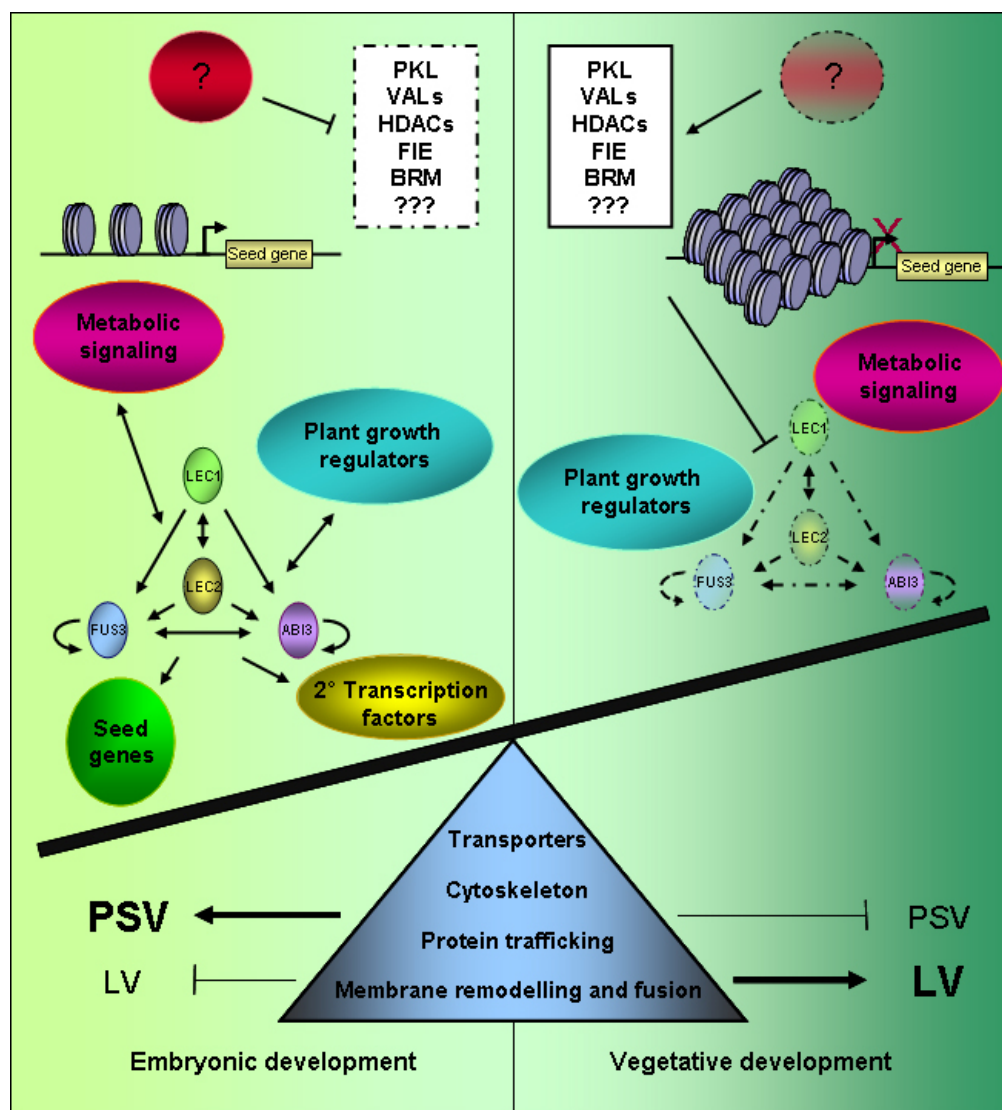 ?
PKL
VALs
HDACs
FIE
BRM
???
Seed gene
Metabolic
signaling
Plant growth
regulators
LEC1
LEC2
FUS3
ABI3
2° Transcription
factors
Seed
genes
PKL
VALs
HDACs
FIE
BRM
???
?
X
Seed gene
Metabolic
signaling
LEC1
Plant growth
regulators
LEC2
FUS3
ABI3
Transporters
Cytoskeleton
Protein trafficking
Membrane remodelling and fusion
PSV
LV
PSV
LV
Embryonic development
Vegetative development